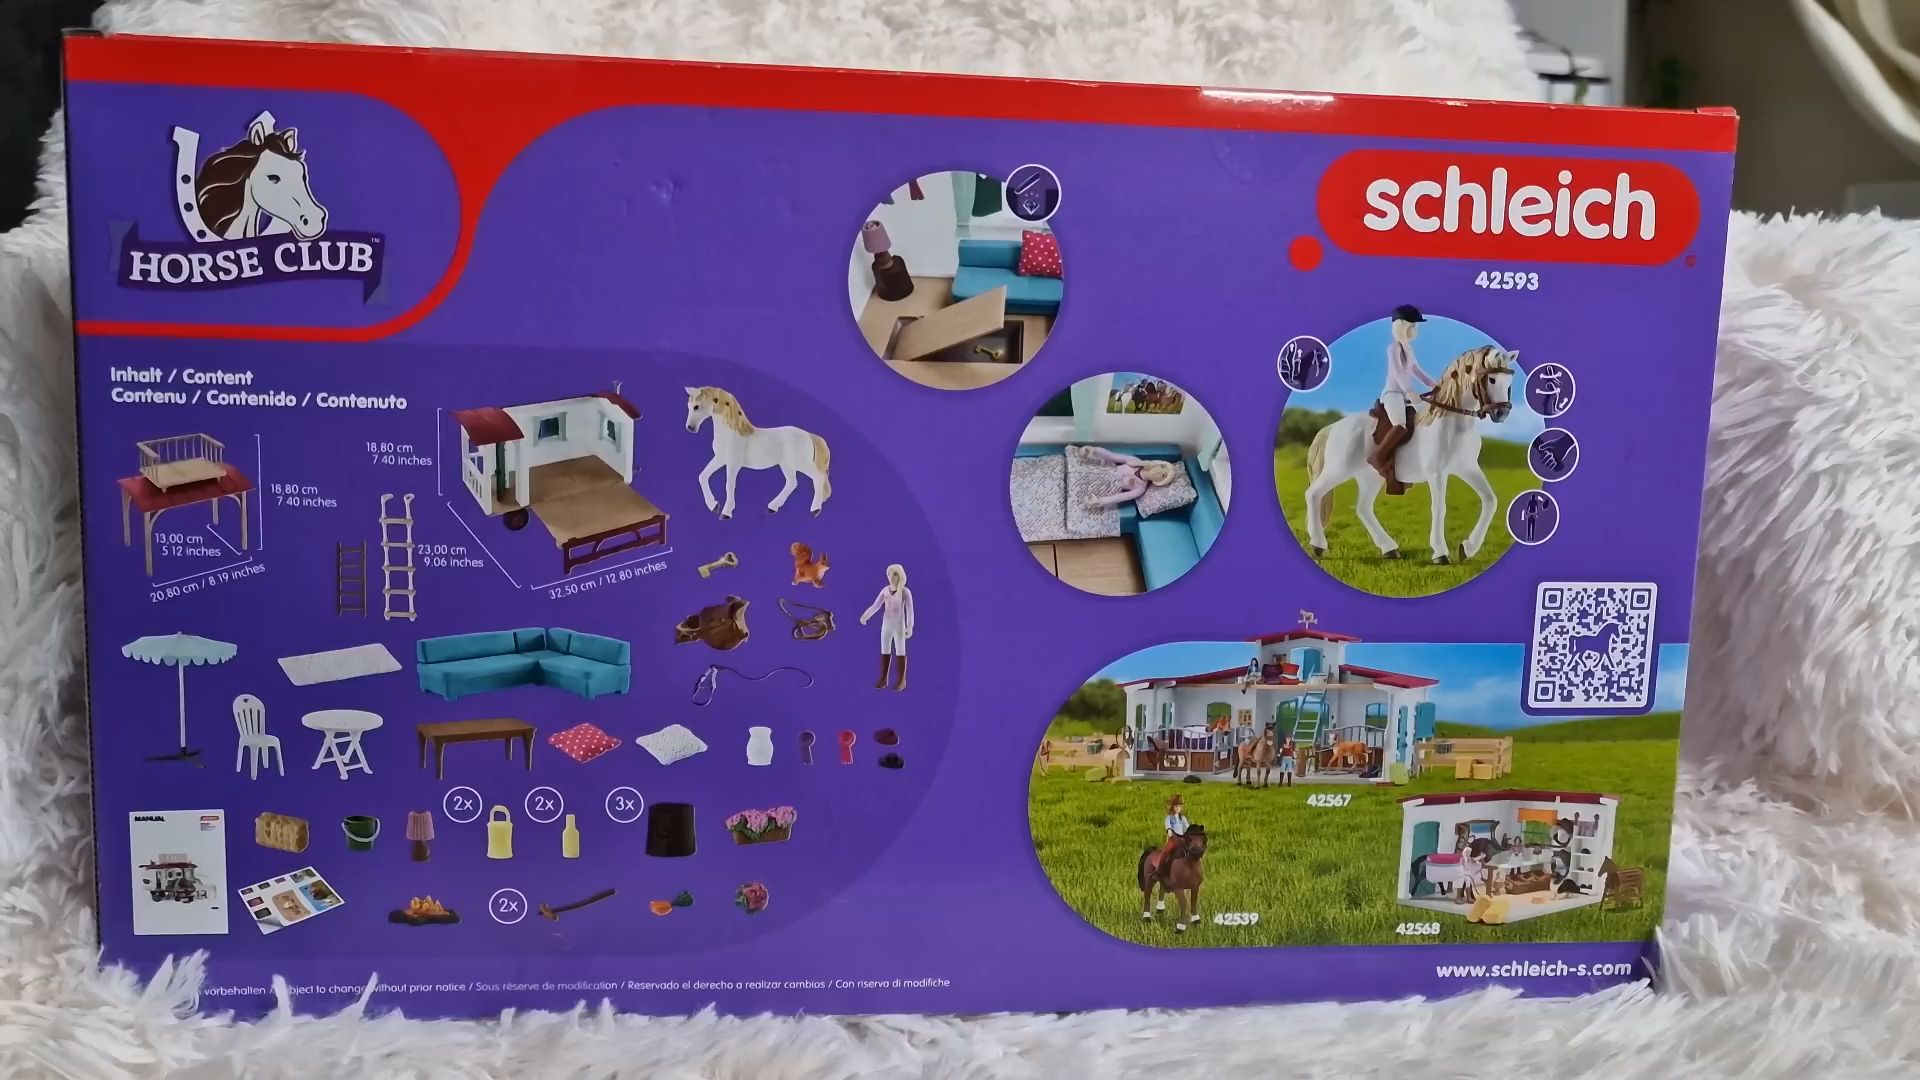 HORSE CLUB™
schleich
42593
Inhalt / Content
Contenu / Contenido / Contenuto
18,80 cm
7 40 inches
18,80 cm
7 40 inches
13,00 cm
5 12 inches
20,80 cm / 8 19 inches
23,00 cm
9.06 inches
32,50 cm / 12 80 inches
2x
2x
3x
MANUAL
2x
42567
42539
42568
www.schleich-s.com
vorbehalten / bject to change without prior notice / Sous réserve de modification / Reservado el derecho a realizar cambios / Con riserva di modifiche